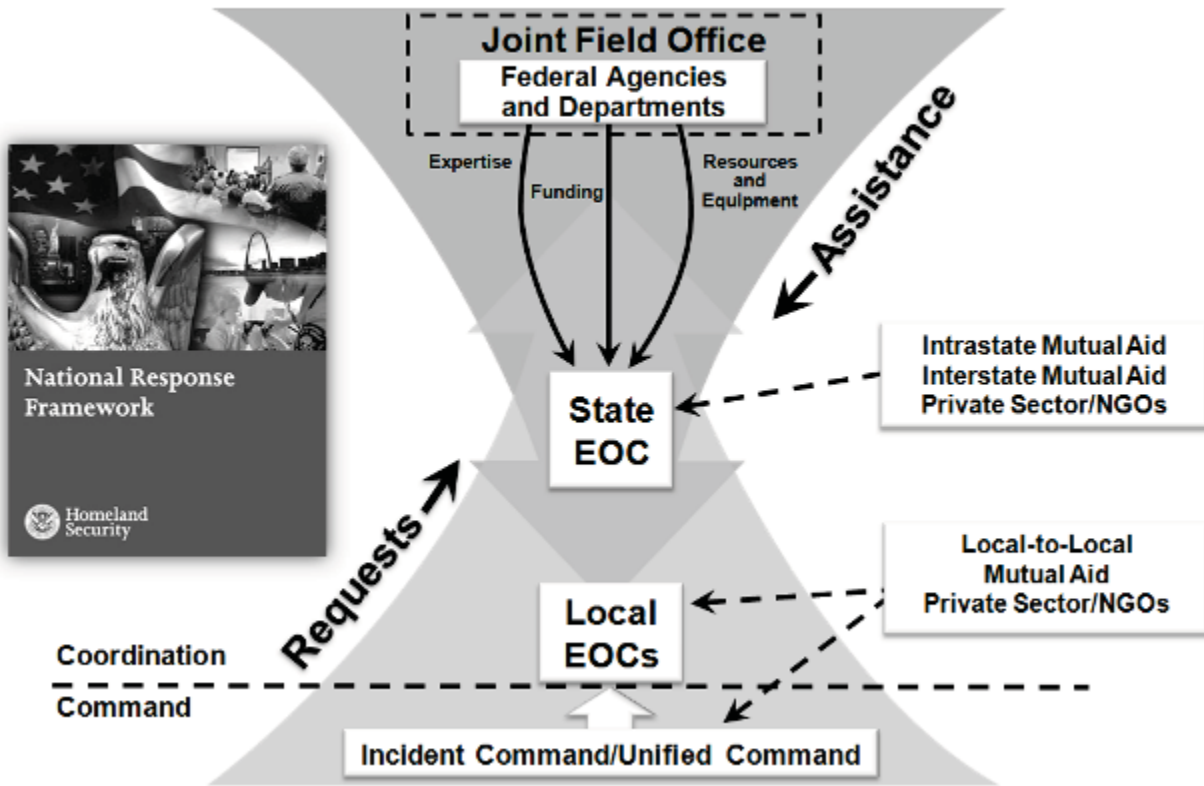 Joint Field Office
Federal Agencies
and Departments
Expertise
Funding
Resources
and
Equipment
Assistance
National Response
Framework
Homeland
Security
Intrastate Mutual Aid
Interstate Mutual Aid
Private Sector/NGOs
State
EOC
Requests
Local-to-Local
Mutual Aid
Private Sector/NGOs
Local
EOCs
Coordination
Command
Incident Command/Unified Command